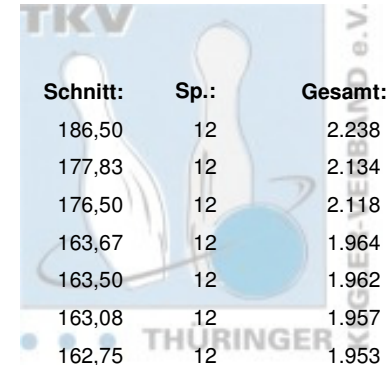 TKV
Schnitt: Sp.: Gesamt:
186,50 12 2.238
177,83 12 2.134
176,50 12 2.118
163,67 12 1.964
163,50 12 1.962
163,08 12 1.957
THÜRINGER
162,75 12 1.953
KEGLER-VERBAND e.V.